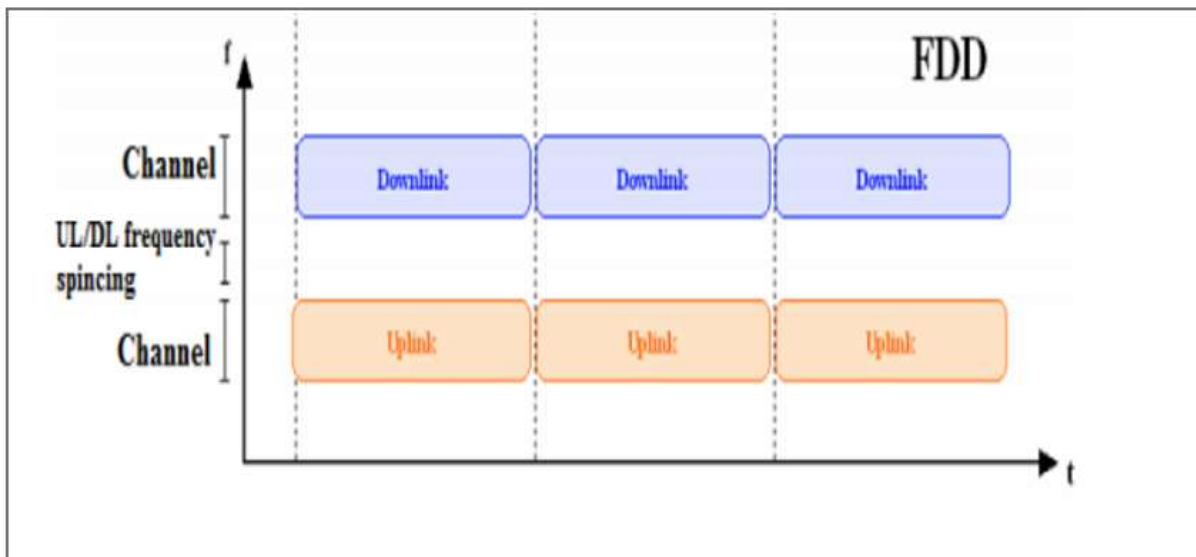 FDD
f
Channel
Downlink Downlink Downlink
UL/DL frequency
spincing
Channel
Uplink Uplink Uplink
t